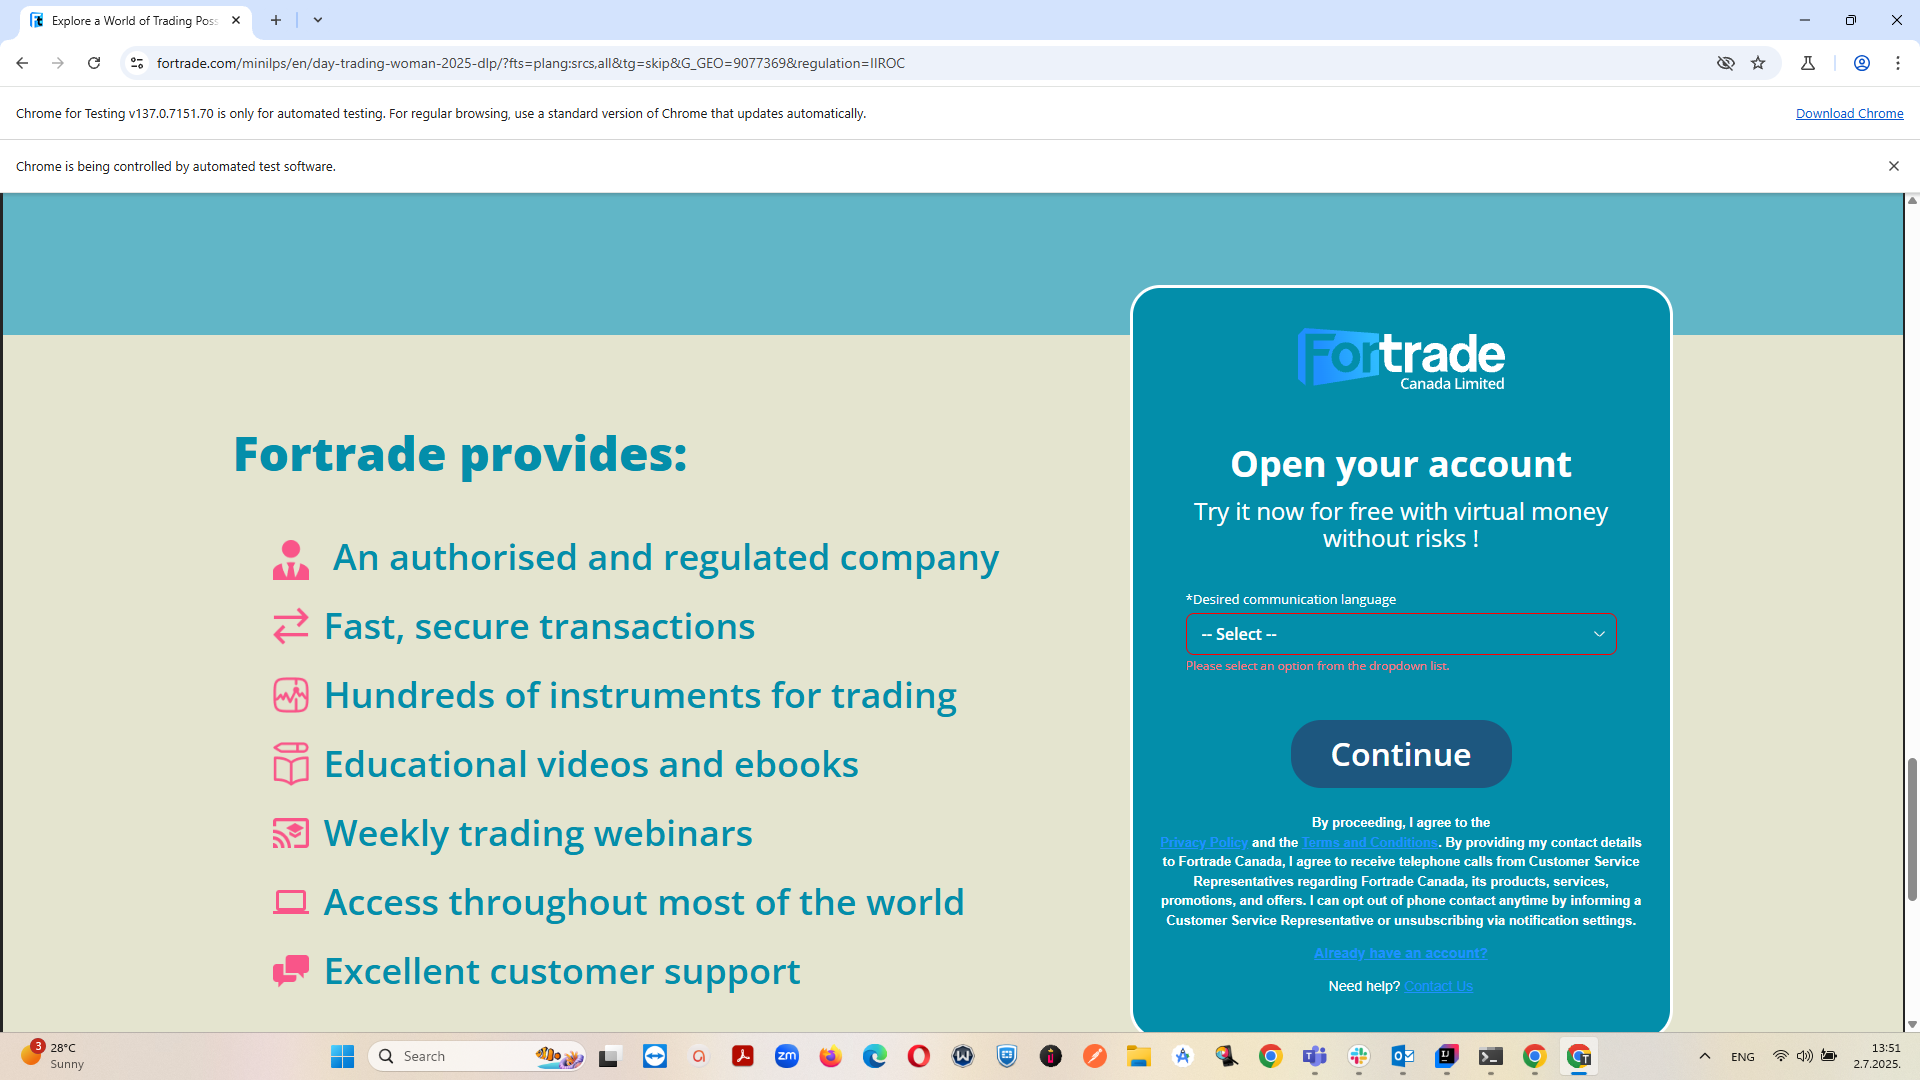 Explore a World of Trading Poss
fortrade.com/minilps/en/day-trading-woman-2025-dlp/?fts=plang:srcs,all&tg=skip&G_GEO=9077369&regulation=IIROC
Chrome for Testing v137.0.7151.70 is only for automated testing. For regular browsing, use a standard version of Chrome that updates automatically.
Download Chrome
Chrome is being controlled by automated test software.
Fortrade provides:
An authorised and regulated company
Fast, secure transactions
Hundreds of instruments for trading
Educational videos and ebooks
Weekly trading webinars
Access throughout most of the world
Excellent customer support
Fortrade
Canada Limited
Open your account
Try it now for free with virtual money
without risks !
*Desired communication language
-- Select --
Please select an option from the dropdown list.
Continue
By proceeding, I agree to the
Privacy Policy and the Terms and Conditions. By providing my contact details
to Fortrade Canada, I agree to receive telephone calls from Customer Service
Representatives regarding Fortrade Canada, its products, services,
promotions, and offers. I can opt out of phone contact anytime by informing a
Customer Service Representative or unsubscribing via notification settings.
Already have an account?
Need help? Contact Us
3
28°C
Sunny
Search
zm
ENG
13:51
2.7.2025.